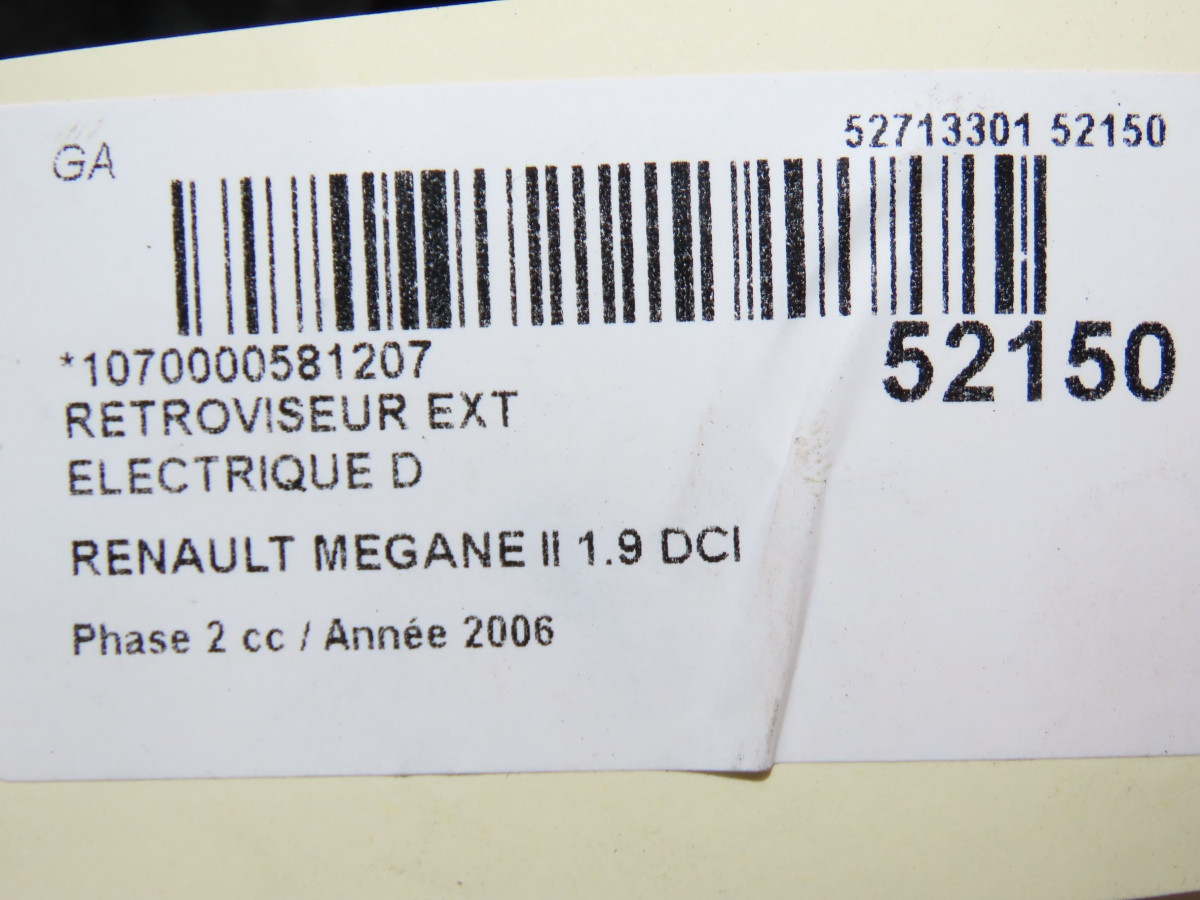 GA
52713301 52150
*1070000581207
52150
RETROVISEUR EXT
ELECTRIQUE D
RENAULT MEGANE II 1.9 DCI
Phase 2 cc / Année 2006